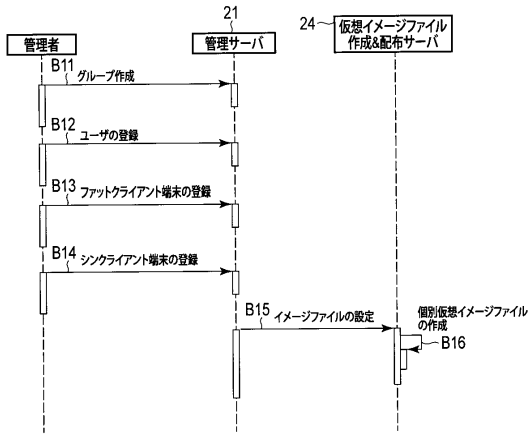 管理者
21
管理サーバ
24
仮想イメージファイル
作成&配布サーバ
B11
グループ作成
B12
ユーザの登録
B13
ファットクライアント端末の登録
B14
シンクライアント端末の登録
B15
イメージファイルの設定
個別仮想イメージファイル
の作成
B16